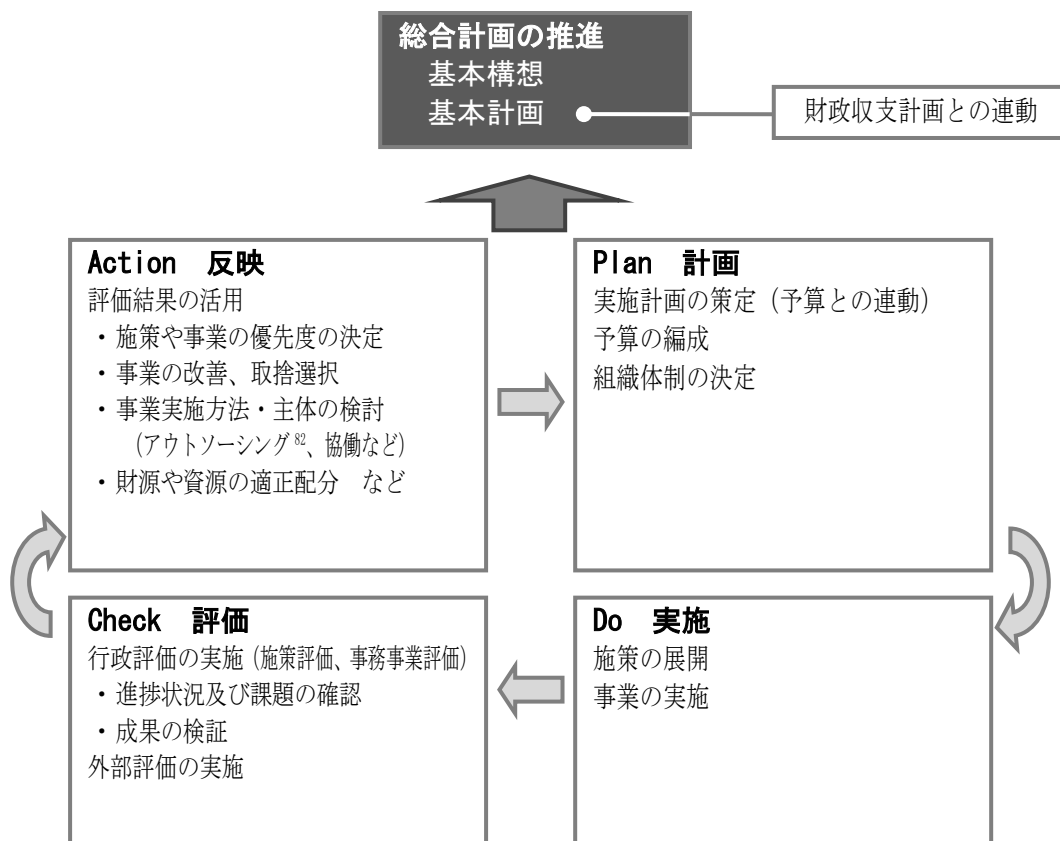 総合計画の推進
基本構想
基本計画
財政収支計画との連動
Action 反映
評価結果の活用
・施策や事業の優先度の決定
・事業の改善、取捨選択
・事業実施方法・主体の検討
（アウトソーシング82、協働など）
・財源や資源の適正配分　など
Plan 計画
実施計画の策定（予算との連動）
予算の編成
組織体制の決定
Check 評価
行政評価の実施（施策評価、事務事業評価）
・進捗状況及び課題の確認
・成果の検証
外部評価の実施
Do 実施
施策の展開
事業の実施